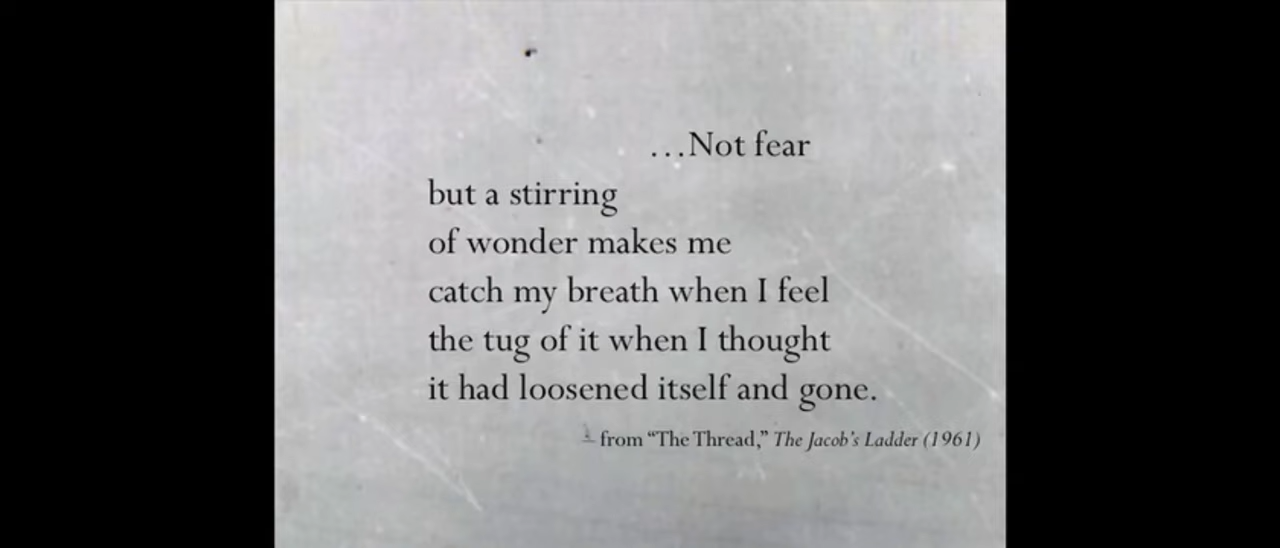 …Not fear
but a stirring
of wonder makes me
catch my breath when I feel
the tug of it when I thought
it had loosened itself and gone.
from “The Thread,” The Jacob’s Ladder (1961)